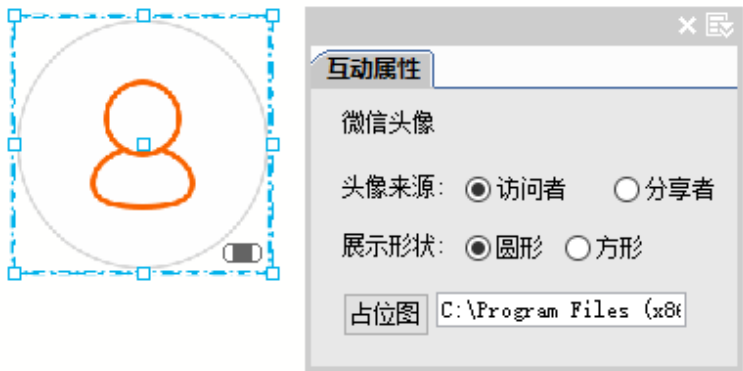 互动属性
微信头像
头像来源: 访问者 分享者
展示形状: 圆形 方形
占位图 C:\Program Files (x8